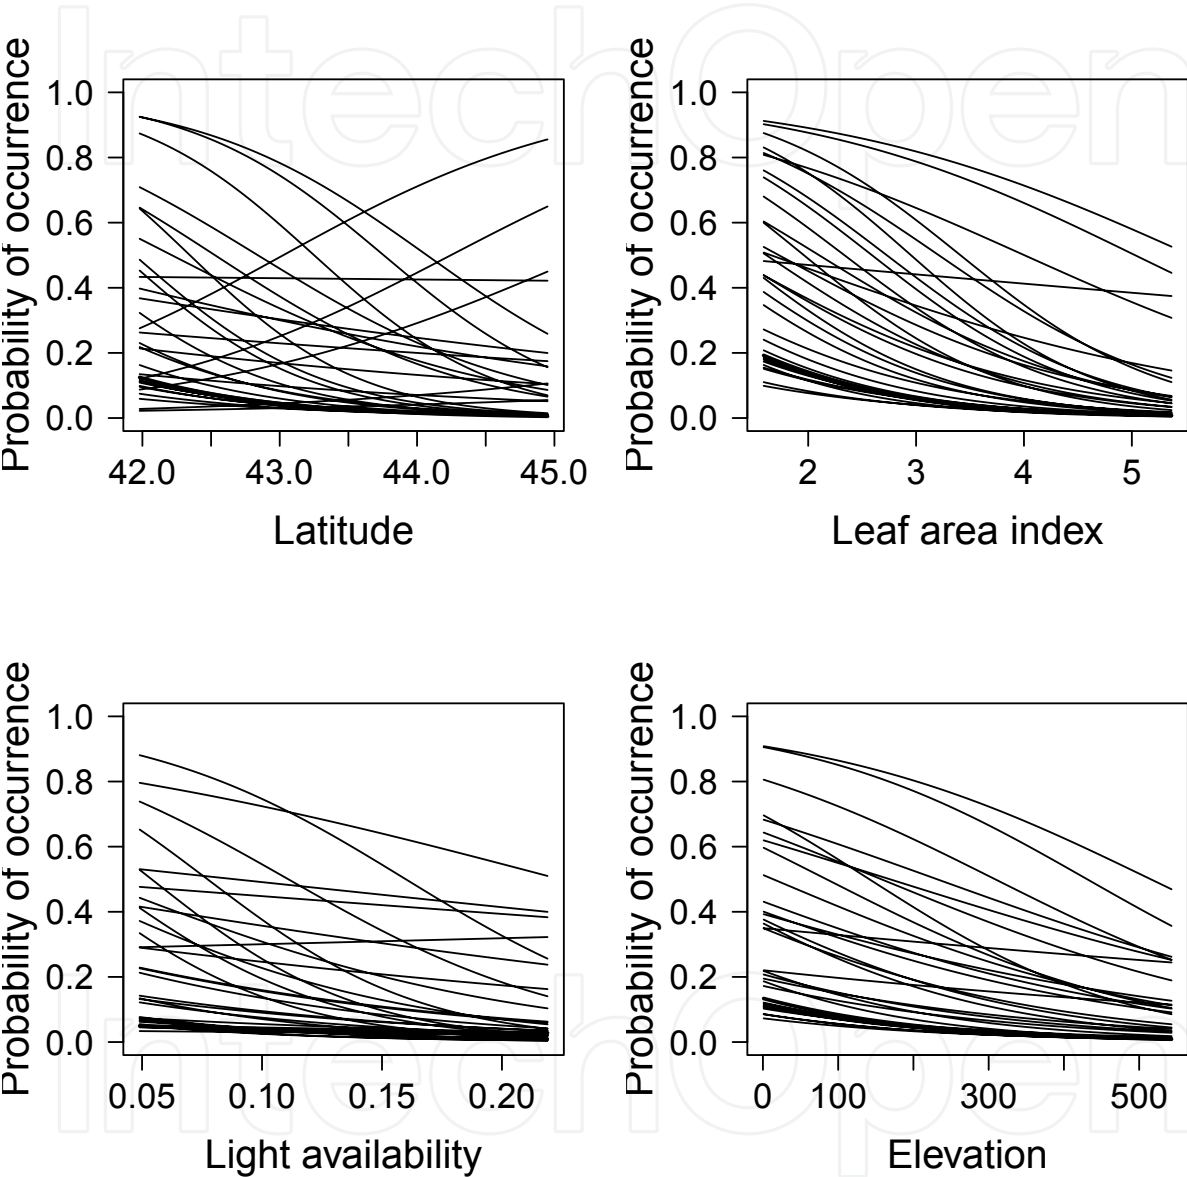 IntechOpen
Probability of occurrence
1.0
0.8
0.6
0.4
0.2
0.0
42.0 43.0 44.0 45.0
Latitude
Probability of occurrence
1.0
0.8
0.6
0.4
0.2
0.0
2 3 4 5
Leaf area index
Probability of occurrence
1.0
0.8
0.6
0.4
0.2
0.0
0.05 0.10 0.15 0.20
Light availability
Probability of occurrence
1.0
0.8
0.6
0.4
0.2
0.0
0 100 300 500
Elevation
IntechOpen